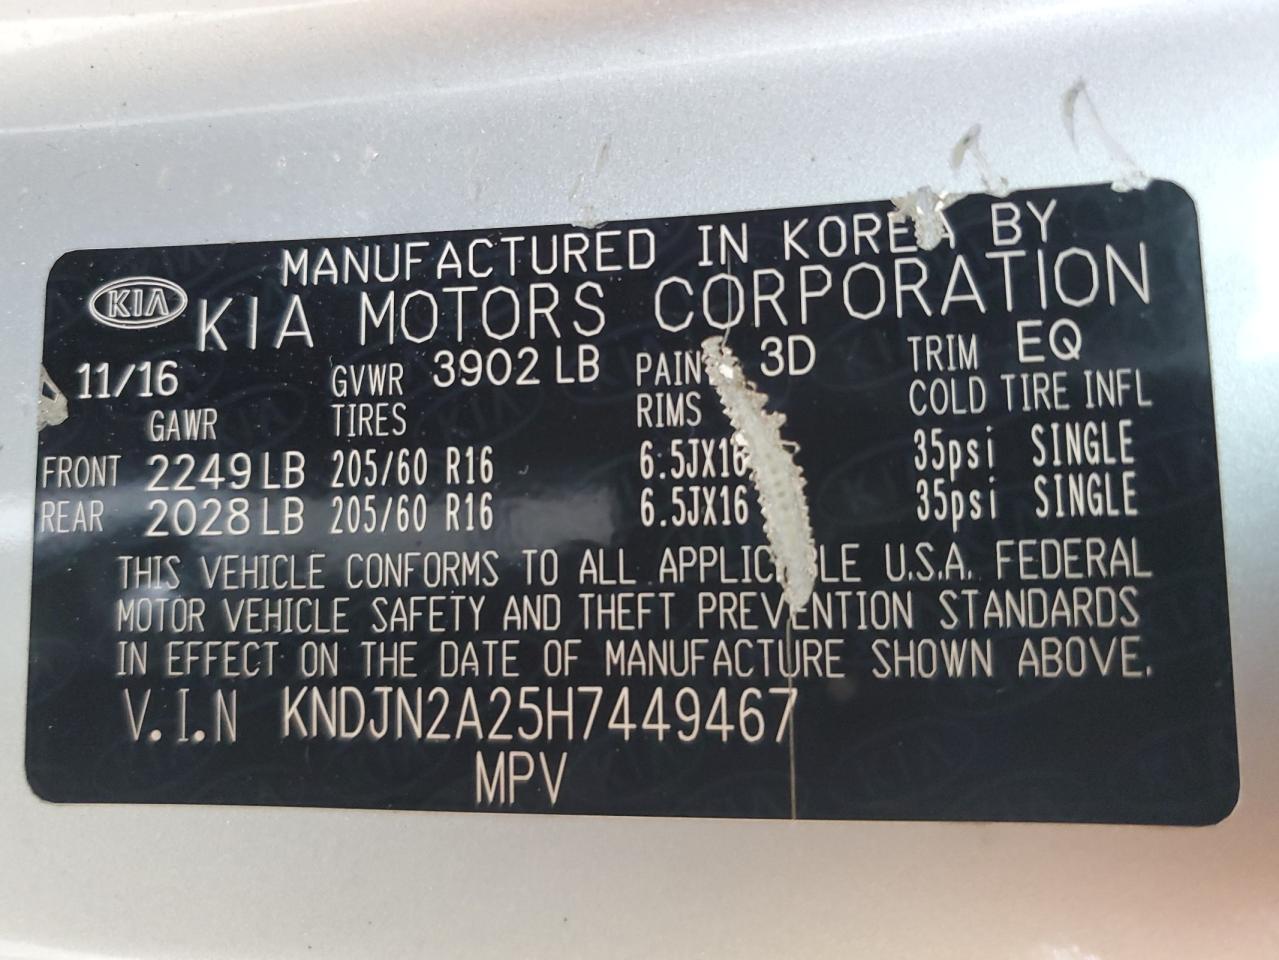 MANUFACTURED IN KOREA BY
KIA KIA MOTORS CORPORATION
11/16 GVWR 3902 LB PAINT 3D TRIM EQ
GAWR TIRES RIMS COLD TIRE INFL
FRONT 2249 LB 205/60 R16 6.5JX16 35psi SINGLE
REAR 2028 LB 205/60 R16 6.5JX16 35psi SINGLE
THIS VEHICLE CONFORMS TO ALL APPLICABLE U.S.A. FEDERAL
MOTOR VEHICLE SAFETY AND THEFT PREVENTION STANDARDS
IN EFFECT ON THE DATE OF MANUFACTURE SHOWN ABOVE.
V.I.N KNDJN2A25H7449467
MPV